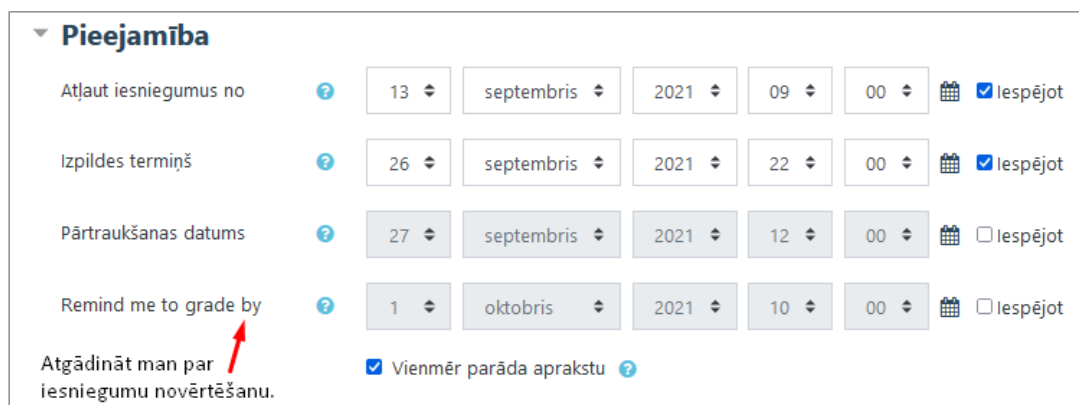 Pieejamība
Atļaut iesniegumus no 13 septembris 2021 09 00 Iespējot
Izpildes termiņš 26 septembris 2021 22 00 Iespējot
Pārtraukšanas datums 27 septembris 2021 12 00 Iespējot
Remind me to grade by 1 oktobris 2021 10 00 Iespējot
Atgādināt man par
iesniegumu novērtēšanu.
Vienmēr parāda aprakstu